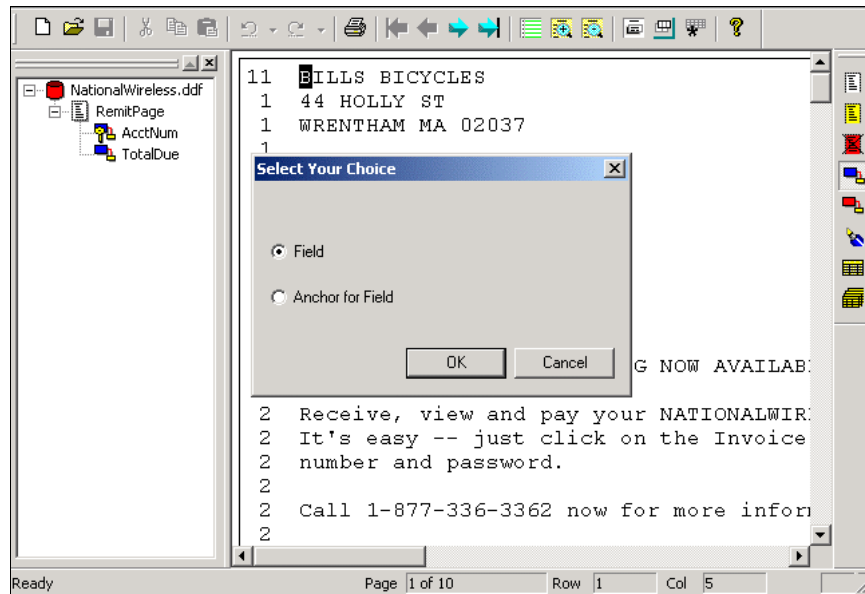 NationalWireless.ddf
RemitPage
AcctNum
TotalDue
11 BILLS BICYCLES
1 44 HOLLY ST
1 WRENTHAM MA 02037
1
Select Your Choice
Field
Anchor for Field
OK Cancel
G NOW AVAILAB
2 Receive, view and pay your NATIONALWIR
2 It's easy -- just click on the Invoice
2 number and password.
2
2 Call 1-877-336-3362 now for more infor
2
Ready Page 1 of 10 Row 1 Col 5